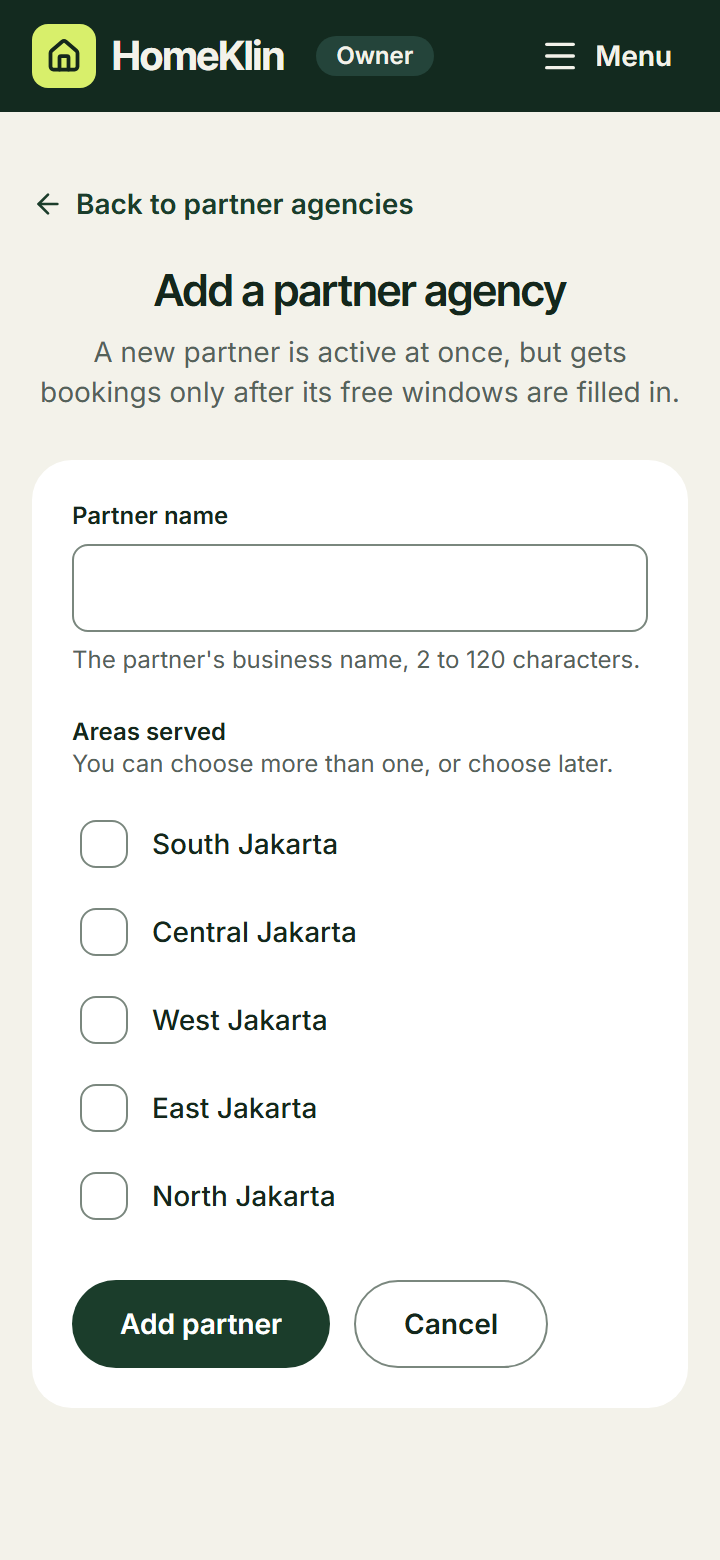 HomeKlin
Owner
Menu
Back to partner agencies
Add a partner agency
A new partner is active at once, but gets
bookings only after its free windows are filled in.
Partner name
The partner's business name, 2 to 120 characters.
Areas served
You can choose more than one, or choose later.
South Jakarta
Central Jakarta
West Jakarta
East Jakarta
North Jakarta
Add partner
Cancel